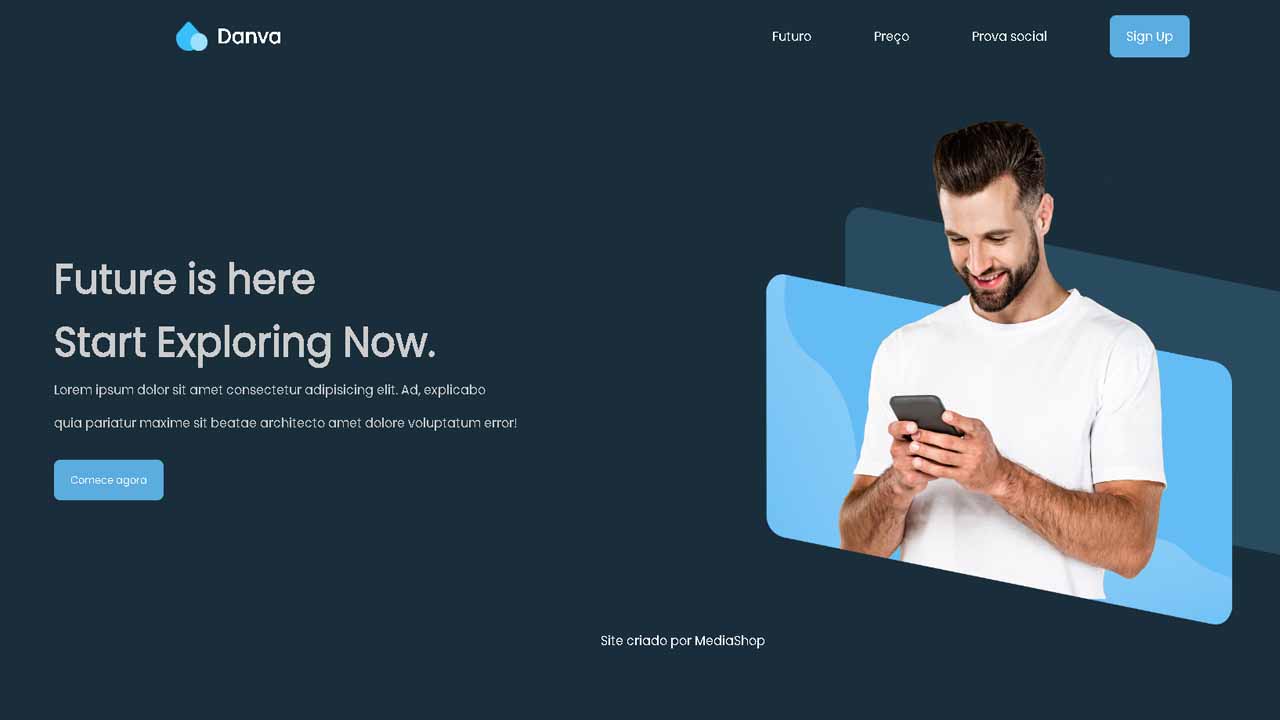 Danva
Futuro
Preço
Prova social
Sign Up
Future is here
Start Exploring Now.
Lorem ipsum dolor sit amet consectetur adipisicing elit. Ad, explicabo
quia pariatur maxime sit beatae architecto amet dolore voluptatum error!
Comece agora
Site criado por MediaShop